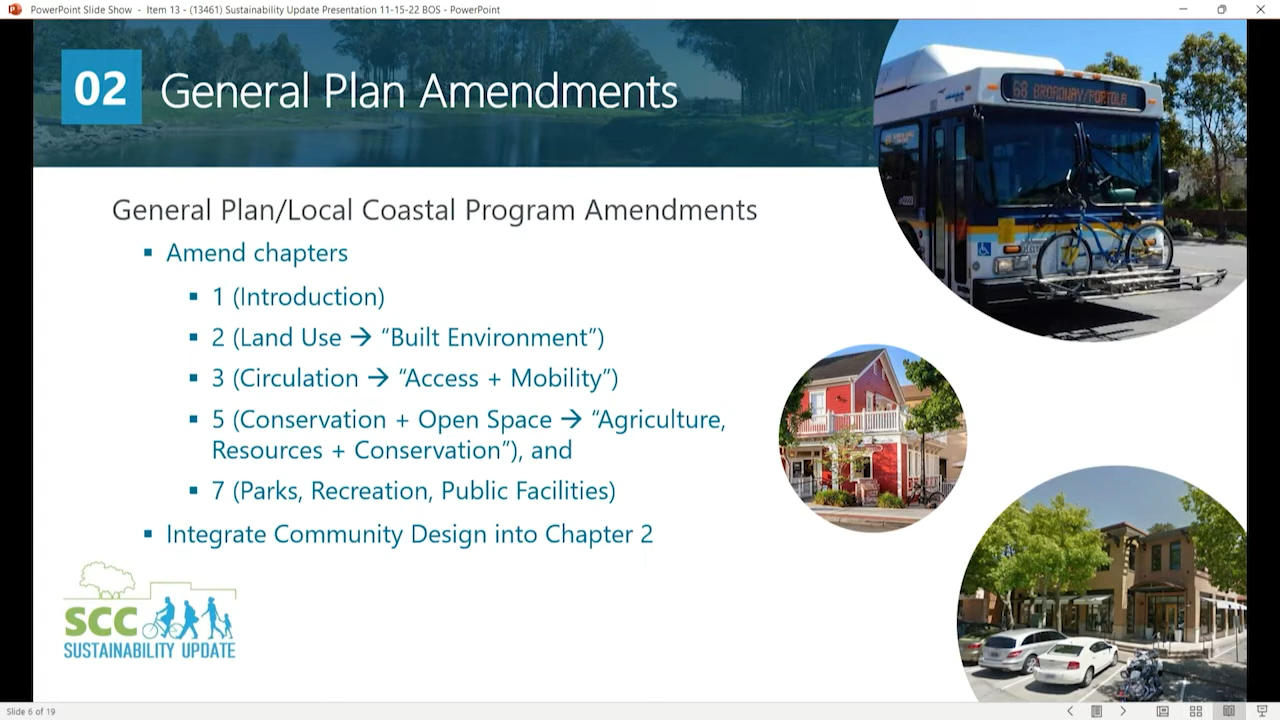 PowerPoint Slide Show - Item 13 - (13461) Sustainability Update Presentation 11-15-22 BOS - PowerPoint
02 General Plan Amendments
68 BROADWAY/PORTOLA
General Plan/Local Coastal Program Amendments
▪ Amend chapters
▪ 1 (Introduction)
▪ 2 (Land Use → “Built Environment”)
▪ 3 (Circulation → “Access + Mobility”)
▪ 5 (Conservation + Open Space → “Agriculture,
Resources + Conservation”), and
▪ 7 (Parks, Recreation, Public Facilities)
▪ Integrate Community Design into Chapter 2
SCC
SUSTAINABILITY UPDATE
Slide 6 of 19